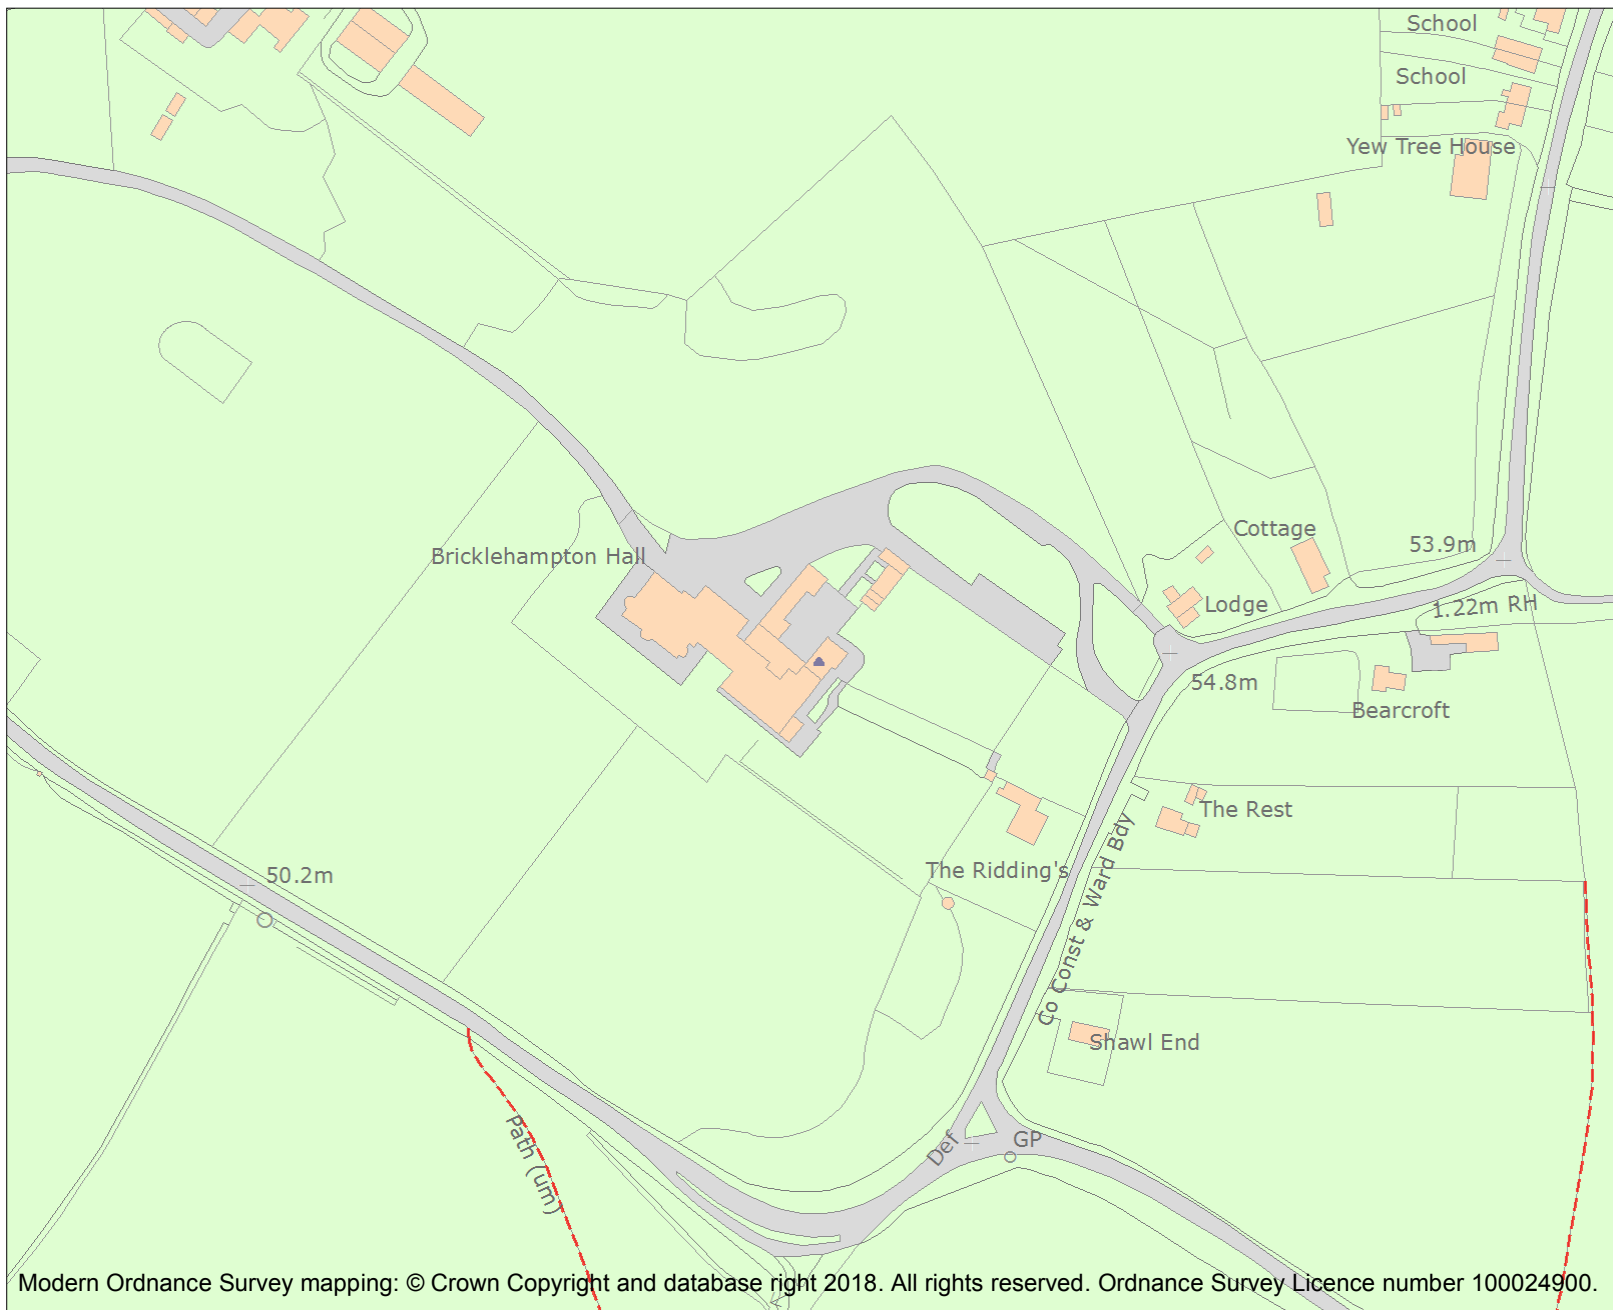 School
School
Yew Tree House
Cottage
53.9m
Bricklehampton Hall
Lodge
1.22m RH
54.8m
Bearcroft
The Rest
The Ridding's
50.2m
Co Const & Ward Bdy
Shawl End
Path (um)
Def
GP
Modern Ordnance Survey mapping: © Crown Copyright and database right 2018. All rights reserved. Ordnance Survey Licence number 100024900.